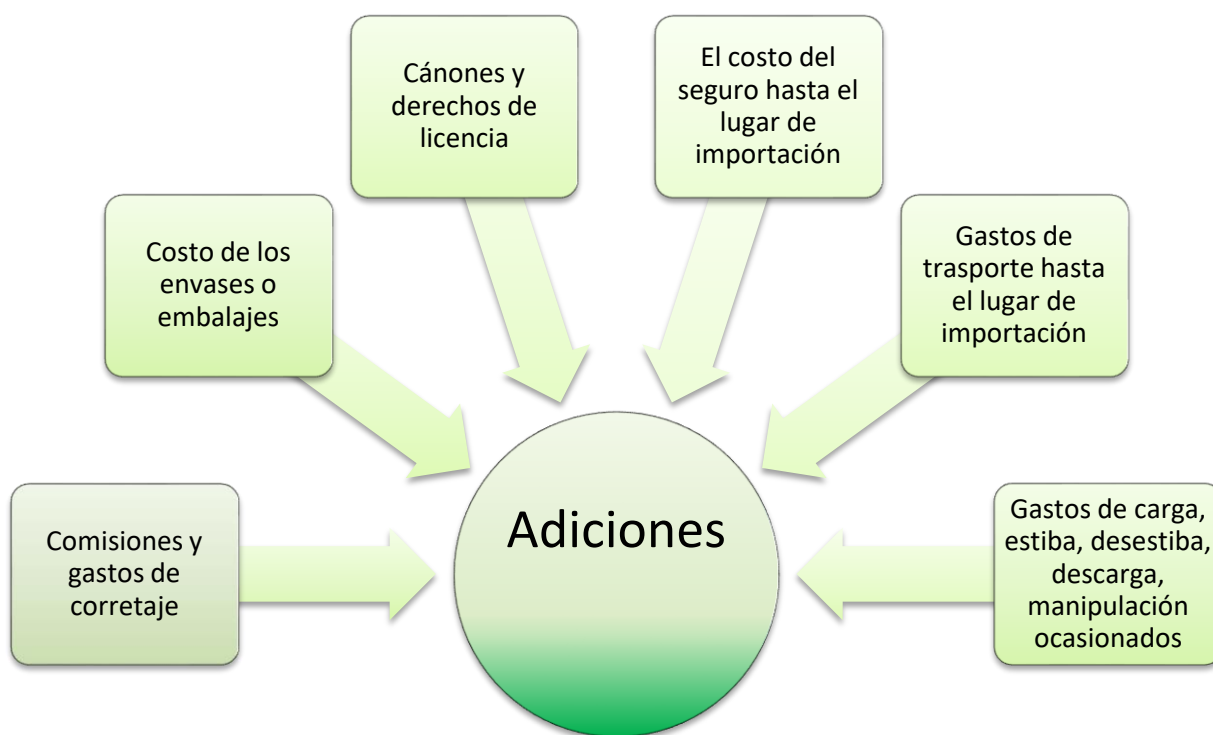 Comisiones y
gastos de
corretaje
Costo de los
envases o
embalajes
Cánones y
derechos de
licencia
El costo del
seguro hasta el
lugar de
importación
Gastos de
trasporte hasta
el lugar de
importación
Gastos de carga,
estiba, desestiba,
descarga,
manipulación
ocasionados
Adiciones